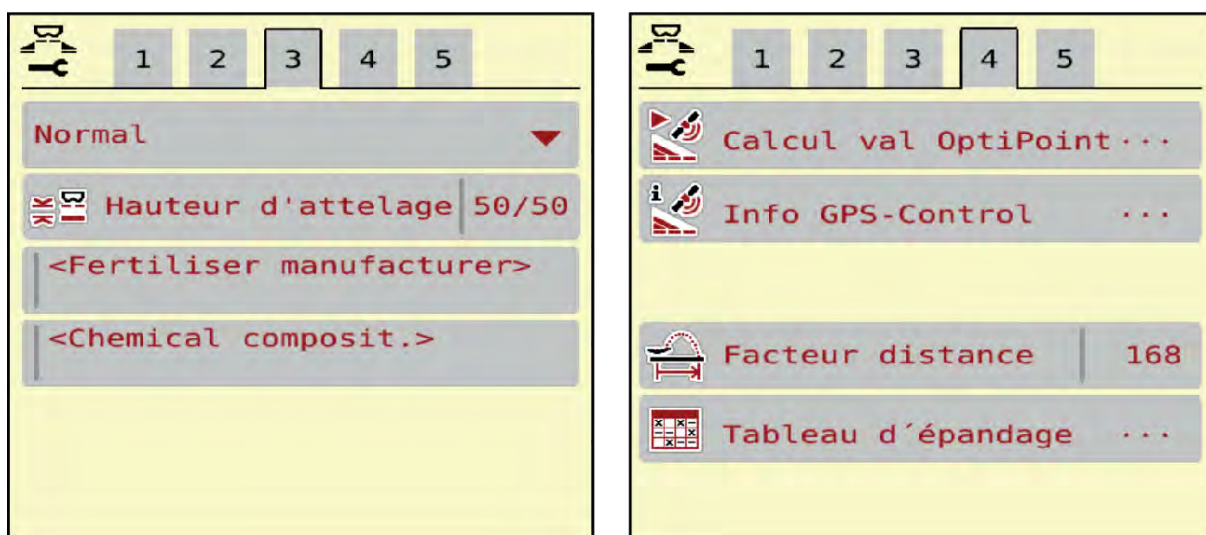 1 2 3 4 5
Normal
Hauteur d'attelage 50/50
<Fertiliser manufacturer>
<Chemical composit.>
1 2 3 4 5
Calcul val OptiPoint ...
i
Info GPS-Control ...
Facteur distance 168
Tableau d´épandage ...